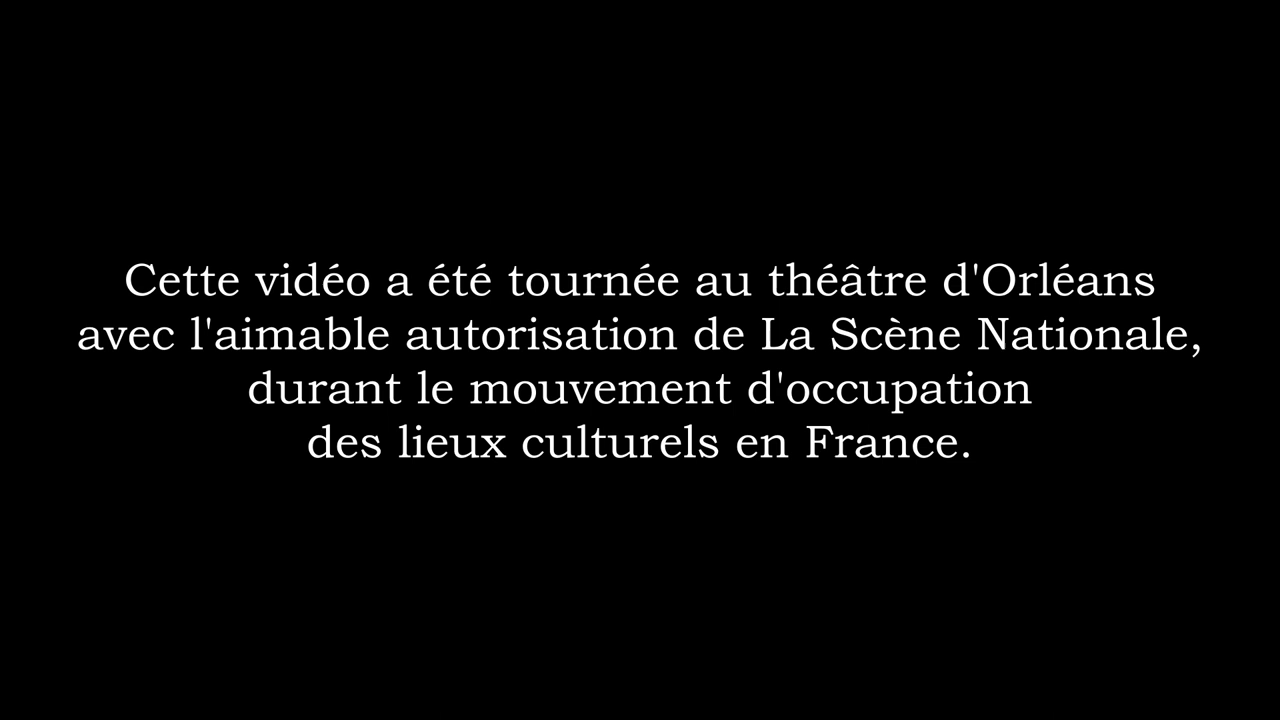 Cette vidéo a été tournée au théâtre d'Orléans
avec l'aimable autorisation de La Scène Nationale,
durant le mouvement d'occupation
des lieux culturels en France.